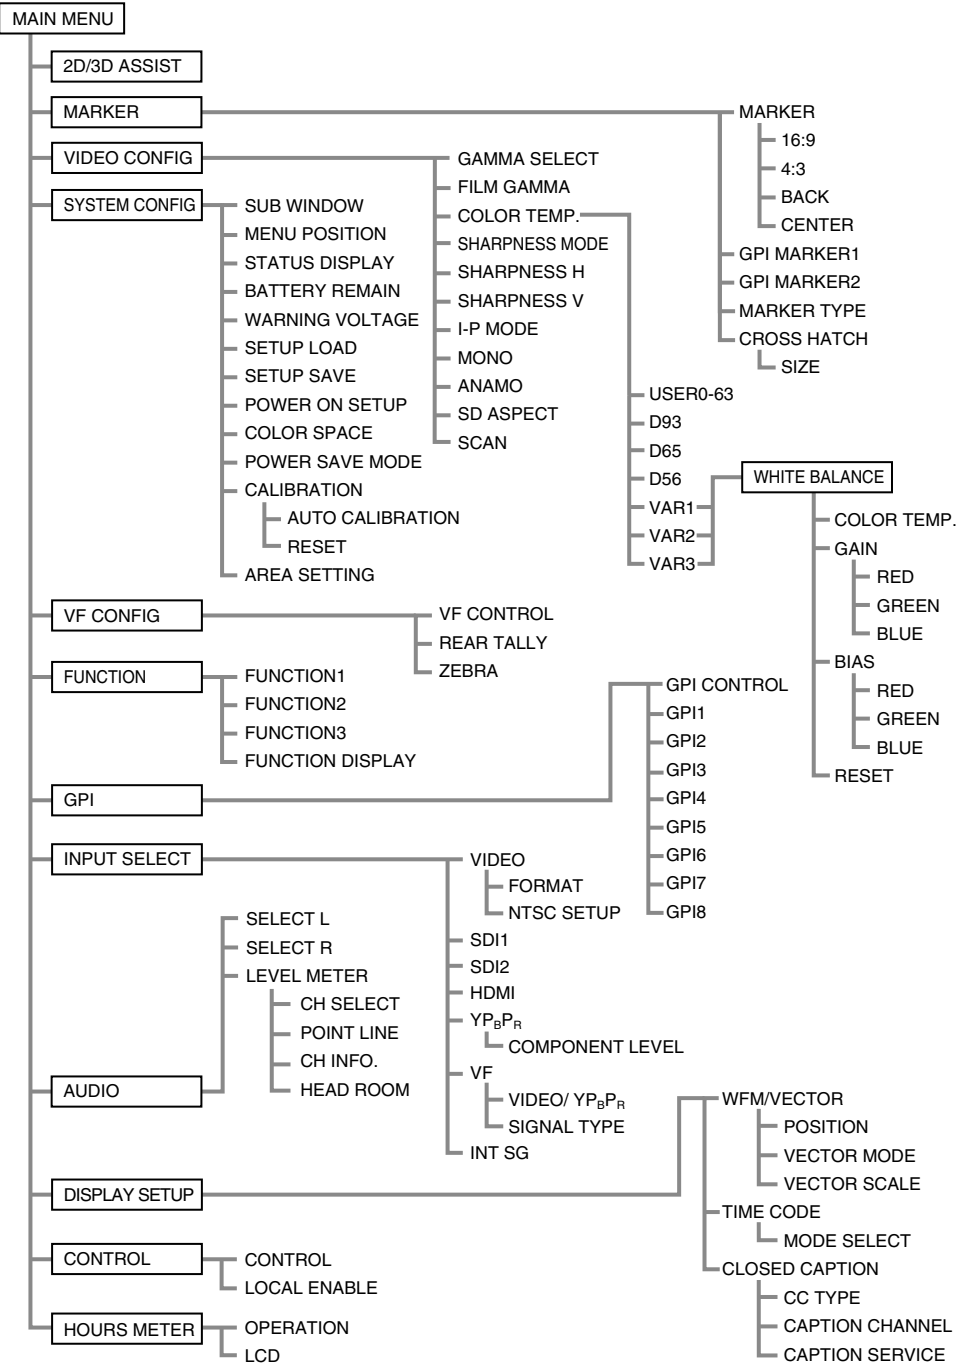 MAIN MENU
2D/3D ASSIST
MARKER
MARKER
16:9
4:3
BACK
CENTER
GPI MARKER1
GPI MARKER2
MARKER TYPE
CROSS HATCH
SIZE
VIDEO CONFIG
GAMMA SELECT
FILM GAMMA
COLOR TEMP.
USER0-63
D93
D65
D56
VAR1
VAR2
VAR3
WHITE BALANCE
COLOR TEMP.
GAIN
RED
GREEN
BLUE
BIAS
RED
GREEN
BLUE
RESET
SHARPNESS MODE
SHARPNESS H
SHARPNESS V
I-P MODE
MONO
ANAMO
SD ASPECT
SCAN
SYSTEM CONFIG
SUB WINDOW
MENU POSITION
STATUS DISPLAY
BATTERY REMAIN
WARNING VOLTAGE
SETUP LOAD
SETUP SAVE
POWER ON SETUP
COLOR SPACE
POWER SAVE MODE
CALIBRATION
AUTO CALIBRATION
RESET
AREA SETTING
VF CONFIG
VF CONTROL
REAR TALLY
ZEBRA
FUNCTION
FUNCTION1
FUNCTION2
FUNCTION3
FUNCTION DISPLAY
GPI
GPI CONTROL
GPI1
GPI2
GPI3
GPI4
GPI5
GPI6
GPI7
GPI8
INPUT SELECT
VIDEO
FORMAT
NTSC SETUP
SDI1
SDI2
HDMI
YPBPR
COMPONENT LEVEL
VF
VIDEO/ YPBPR
SIGNAL TYPE
INT SG
AUDIO
SELECT L
SELECT R
LEVEL METER
CH SELECT
POINT LINE
CH INFO.
HEAD ROOM
DISPLAY SETUP
WFM/VECTOR
POSITION
VECTOR MODE
VECTOR SCALE
TIME CODE
MODE SELECT
CLOSED CAPTION
CC TYPE
CAPTION CHANNEL
CAPTION SERVICE
CONTROL
CONTROL
LOCAL ENABLE
HOURS METER
OPERATION
LCD